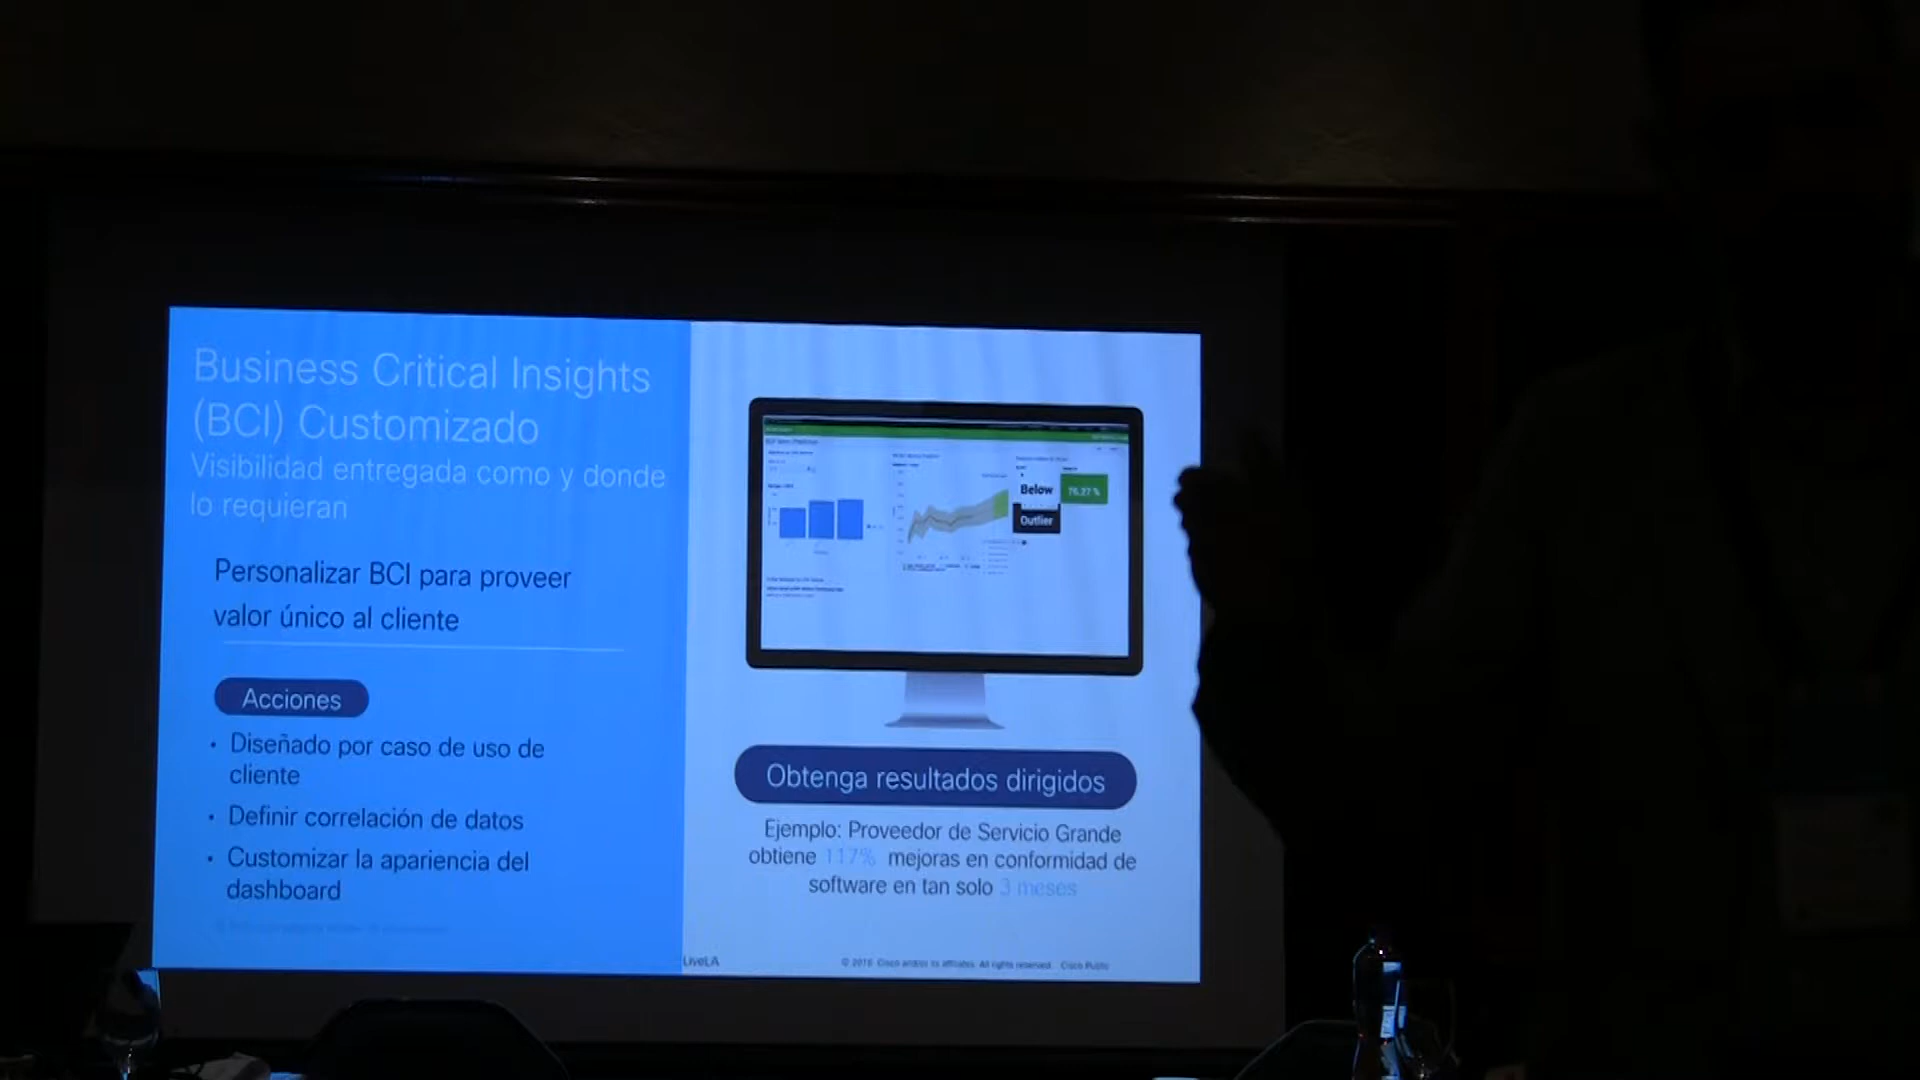 Business Critical Insights
(BCI) Customizado
Visibilidad entregada como y donde
lo requieran
Personalizar BCI para proveer
valor único al cliente
Acciones
• Diseñado por caso de uso de
cliente
• Definir correlación de datos
• Customizar la apariencia del
dashboard
Below
76.27 %
Outlier
Obtenga resultados dirigidos
Ejemplo: Proveedor de Servicio Grande
obtiene 117% mejoras en conformidad de
software en tan solo 3 meses
LiveLA
Cisco and/or its affiliates. All rights reserved. Cisco Public